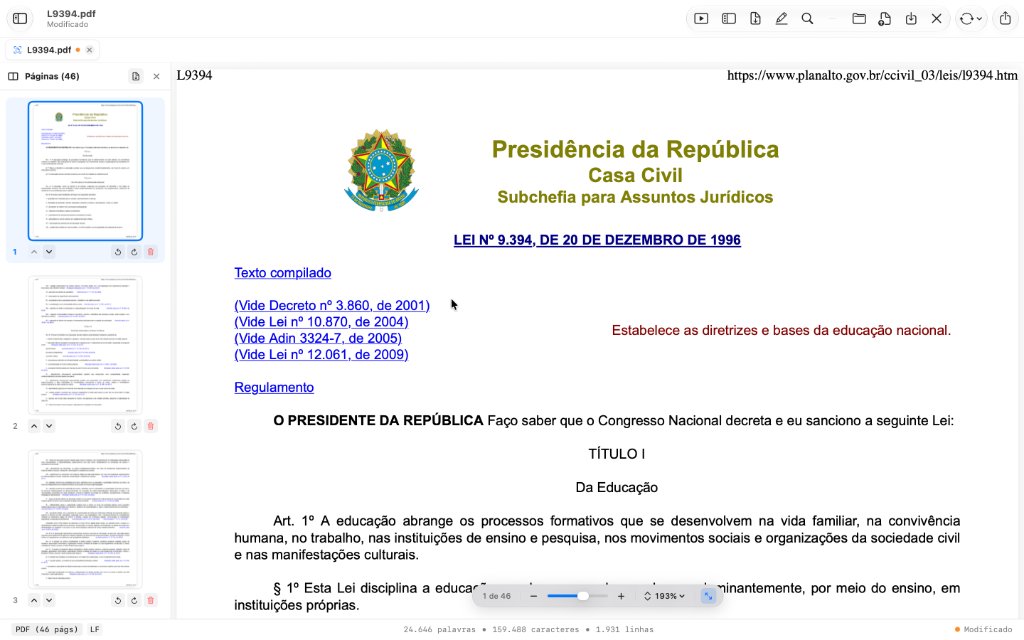 L9394.pdf
Modificado
L9394.pdf
Páginas (46)
1
2
3
L9394
https://www.planalto.gov.br/ccivil_03/leis/l9394.htm
Presidência da República
Casa Civil
Subchefia para Assuntos Jurídicos
LEI Nº 9.394, DE 20 DE DEZEMBRO DE 1996
Texto compilado
(Vide Decreto nº 3.860, de 2001)
(Vide Lei nº 10.870, de 2004)
(Vide Adin 3324-7, de 2005)
(Vide Lei nº 12.061, de 2009)
Estabelece as diretrizes e bases da educação nacional.
Regulamento
O PRESIDENTE DA REPÚBLICA Faço saber que o Congresso Nacional decreta e eu sanciono a seguinte Lei:
TÍTULO I
Da Educação
Art. 1º A educação abrange os processos formativos que se desenvolvem na vida familiar, na convivência
humana, no trabalho, nas instituições de ensino e pesquisa, nos movimentos sociais e organizações da sociedade civil
e nas manifestações culturais.
§ 1º Esta Lei disciplina a educaç
minantemente, por meio do ensino, em
instituições próprias.
1 de 46
193%
PDF (46 págs)
LF
24.646 palavras • 159.488 caracteres • 1.931 linhas
Modificado